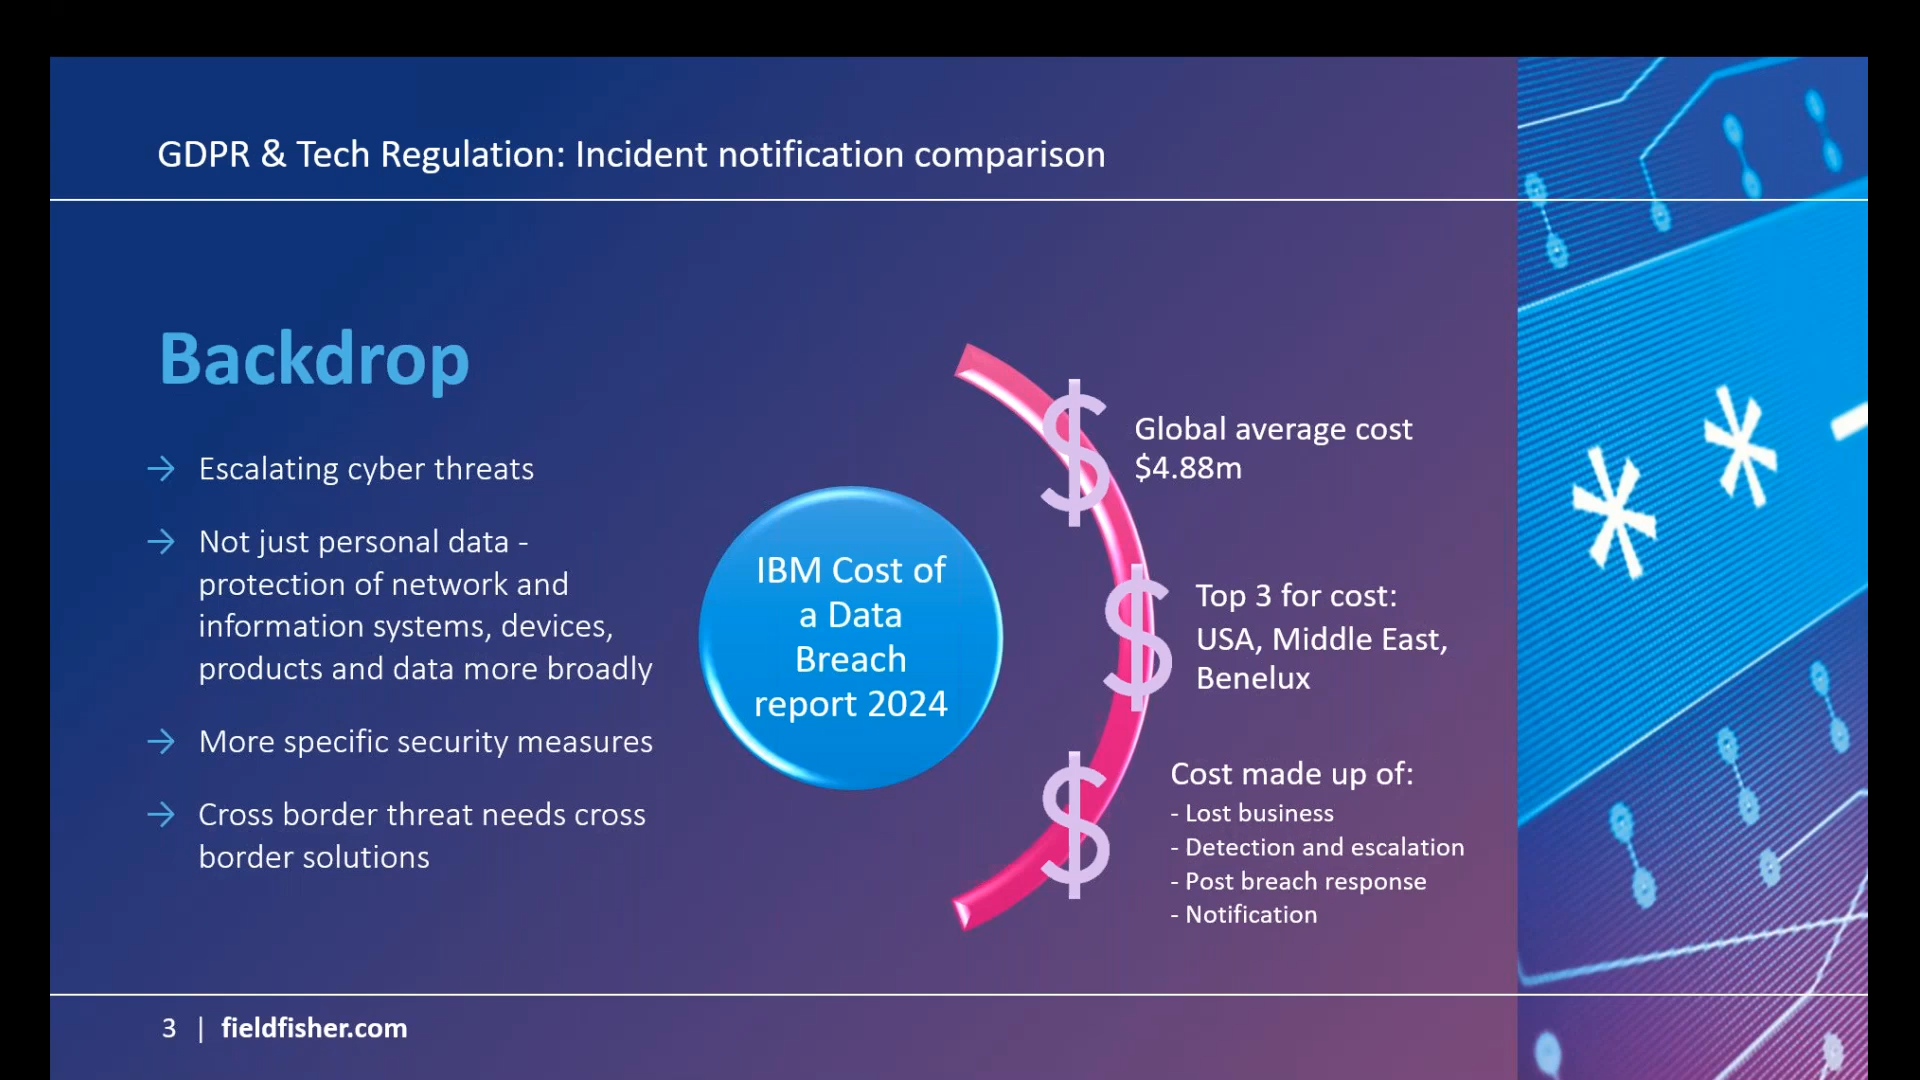 GDPR & Tech Regulation: Incident notification comparison
Backdrop
→ Escalating cyber threats
→ Not just personal data -
protection of network and
information systems, devices,
products and data more broadly
→ More specific security measures
→ Cross border threat needs cross
border solutions
IBM Cost of
a Data
Breach
report 2024
$
Global average cost
$4.88m
$
Top 3 for cost:
USA, Middle East,
Benelux
$
Cost made up of:
- Lost business
- Detection and escalation
- Post breach response
- Notification
* * -
3 | fieldfisher.com